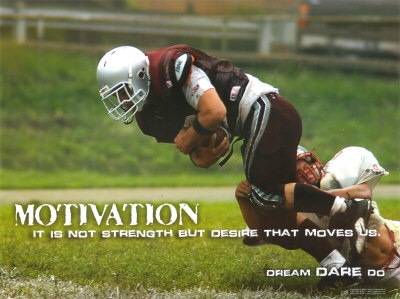 MOTIVATION
IT IS NOT STRENGTH BUT DESIRE THAT MOVES US.
DREAM DARE DO